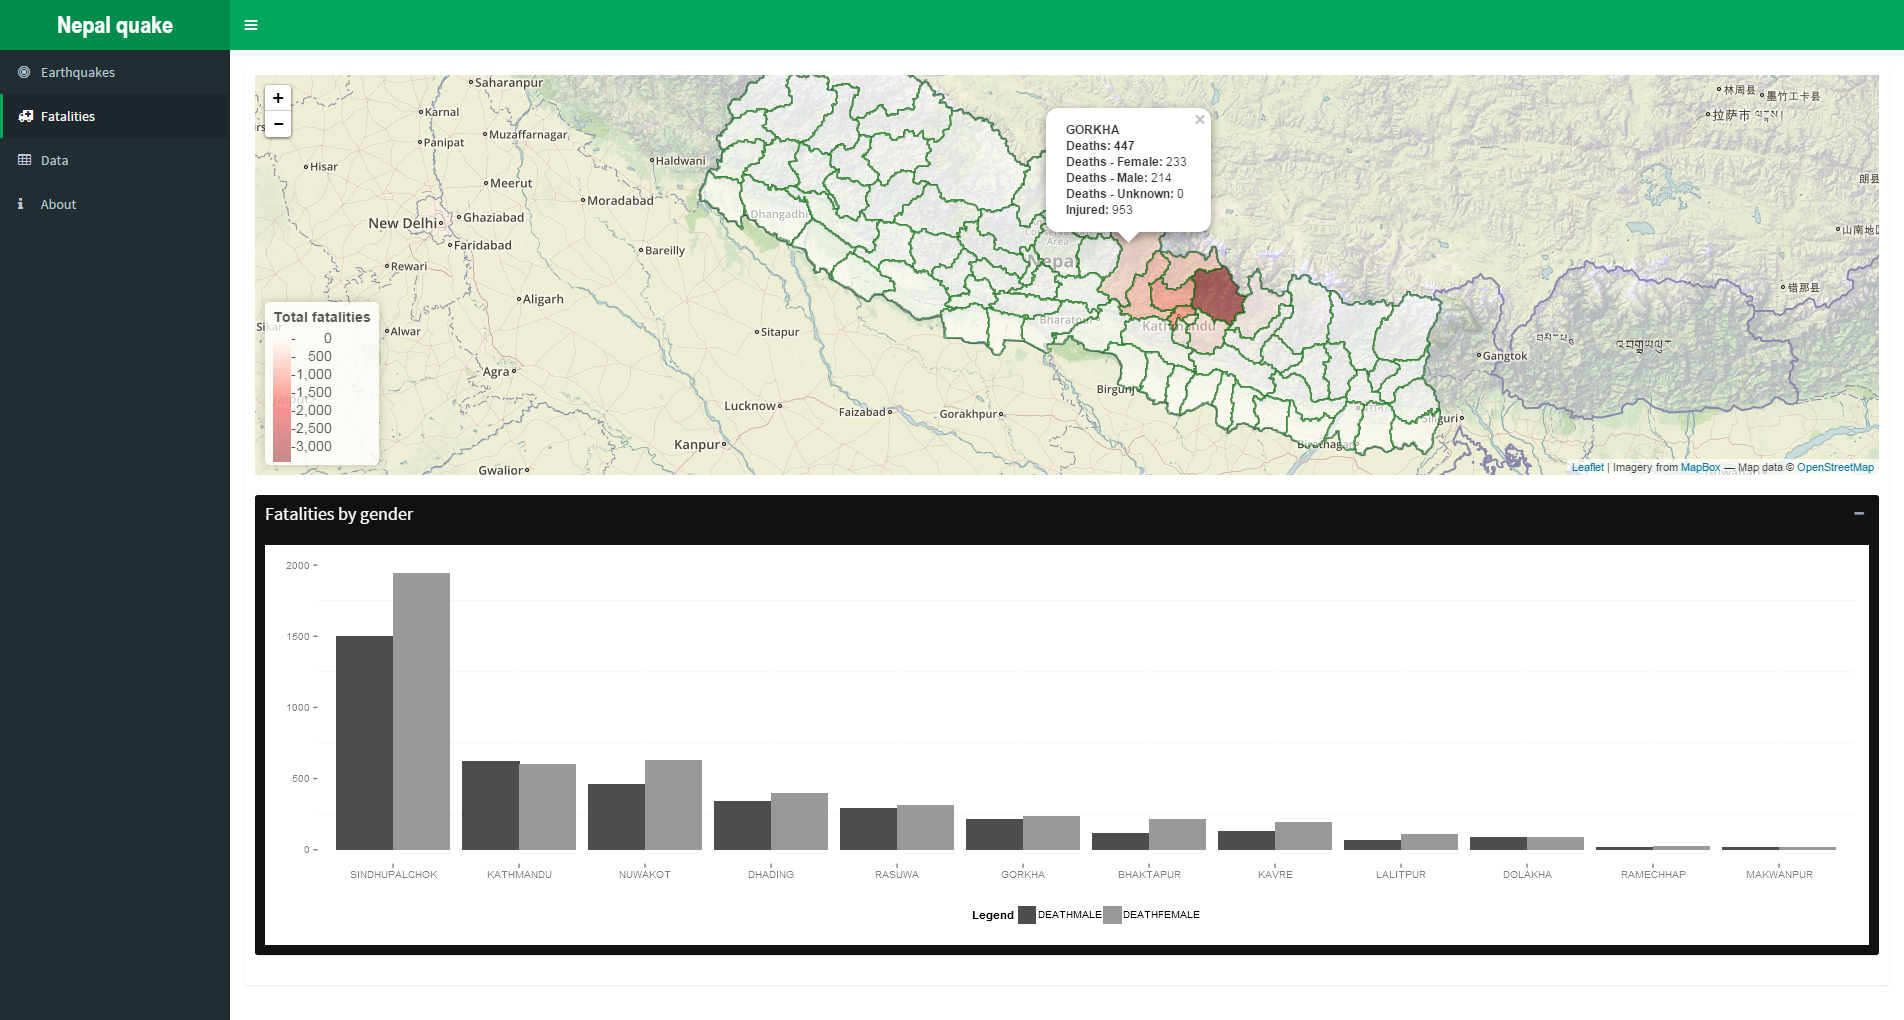 Nepal quake
Earthquakes
Fatalities
Data
About
+
−
Saharanpur
Karnal
Muzaffarnagar
Panipat
Haldwani
Hisar
Meerut
Moradabad
New Delhi
Ghaziabad
Faridabad
Bareilly
Rewari
Aligarh
Sitapur
Alwar
Agra
Lucknow
Faizabad
Gorakhpur
Kanpur
Gwalior
Dhangadhi
Area
Nepal
Bharatpur
Kathmandu
Birgunj
Biratnagar
Siliguri
Gangtok
林周县
墨竹工卡县
拉萨市
朗县
山南地区
错那县
GORKHA
Deaths: 447
Deaths - Female: 233
Deaths - Male: 214
Deaths - Unknown: 0
Injured: 953
×
Total fatalities
0
500
1,000
1,500
2,000
2,500
3,000
Leaflet | Imagery from MapBox — Map data © OpenStreetMap
Fatalities by gender
2000
1500
1000
500
0
SINDHUPALCHOK KATHMANDU NUWAKOT DHADING RASUWA GORKHA BHAKTAPUR KAVRE LALITPUR DOLAKHA RAMECHHAP MAKWANPUR
Legend DEATHMALE DEATHFEMALE